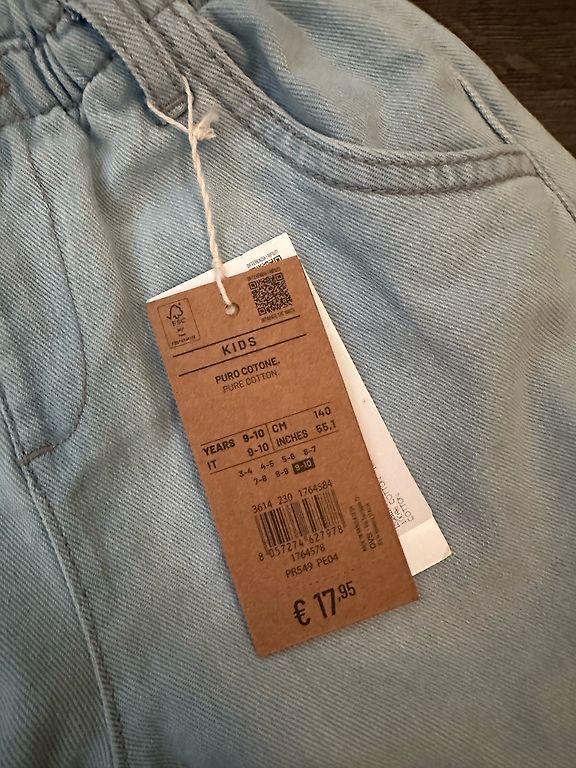 FSC
KIDS
PURO COTONE.
PURE COTTON.
YEARS 9-10 CM 140
IT 9-10 INCHES 55,1
3-4 4-5 5-6 6-7
7-8 8-9 9-10
3614 230 1764584
8 057274 627978
1764578
PR549 PE04
OVS
€ 17,95